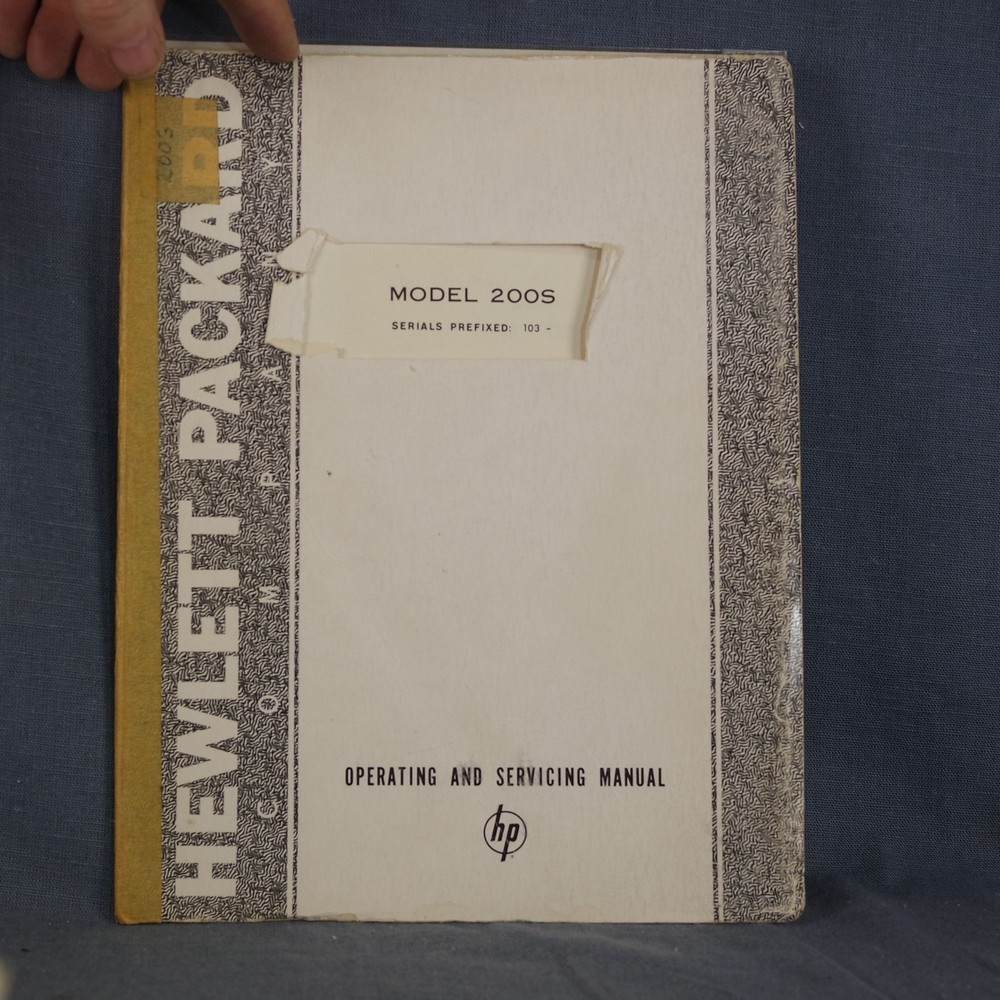 HEWLETT PACKARD
COMPANY
200S
MODEL 200S
SERIALS PREFIXED: 103 -
OPERATING AND SERVICING MANUAL
hp